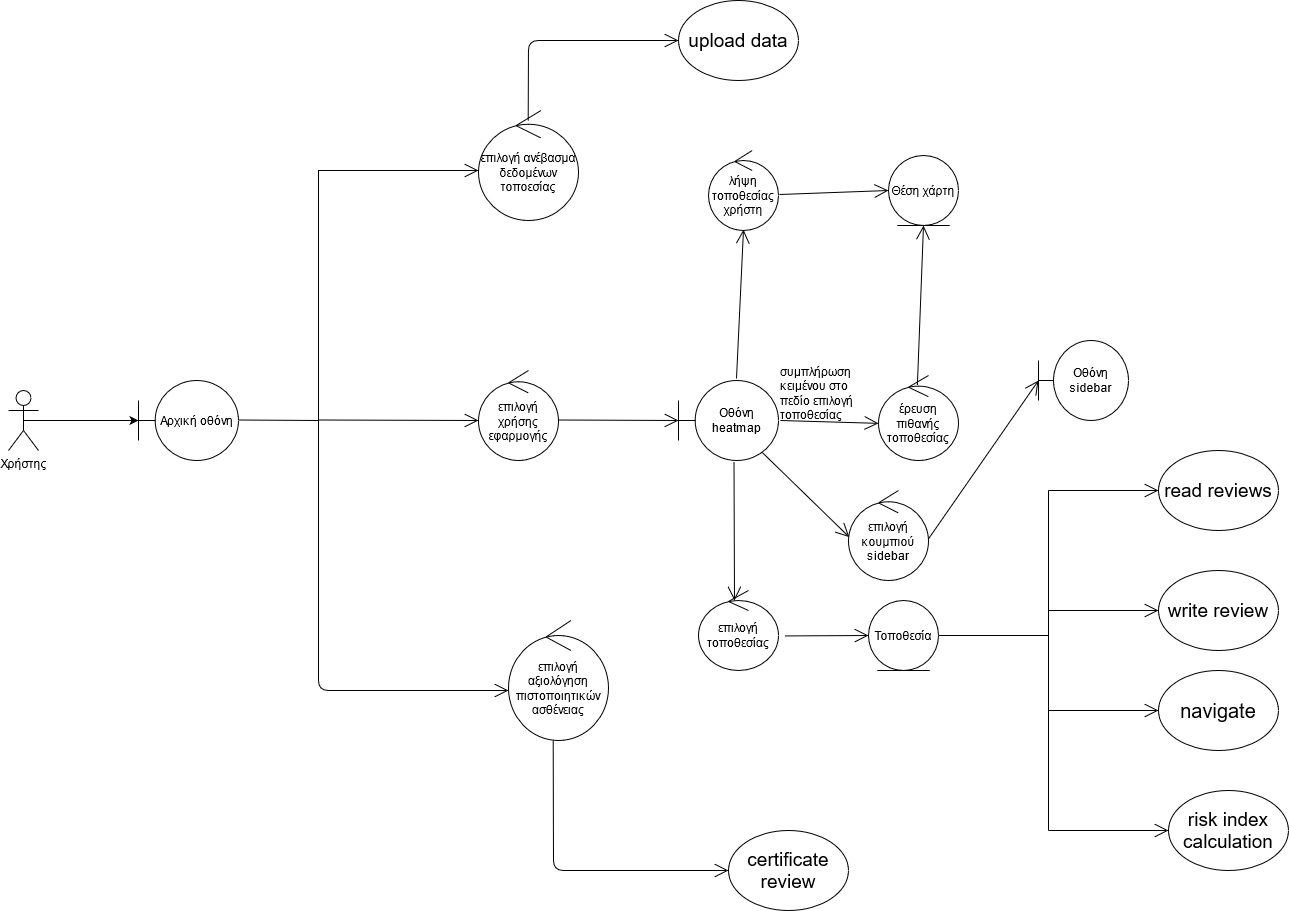 upload data
επιλογή ανέβασμα
δεδομένων
τοποεσίας
λήψη
τοποθεσίας
χρήστη
Θέση χάρτη
συμπλήρωση
κειμένου στο
πεδίο επιλογή
τοποθεσίας
Οθόνη
sidebar
Χρήστης
Αρχική οθόνη
επιλογή
χρήσης
εφαρμογής
Οθόνη
heatmap
έρευση
πιθανής
τοποθεσίας
read reviews
επιλογή
κουμπιού
sidebar
write review
επιλογή
τοποθεσίας
Τοποθεσία
επιλογή
αξιολόγηση
πιστοποιητικών
ασθένειας
navigate
risk index
calculation
certificate
review